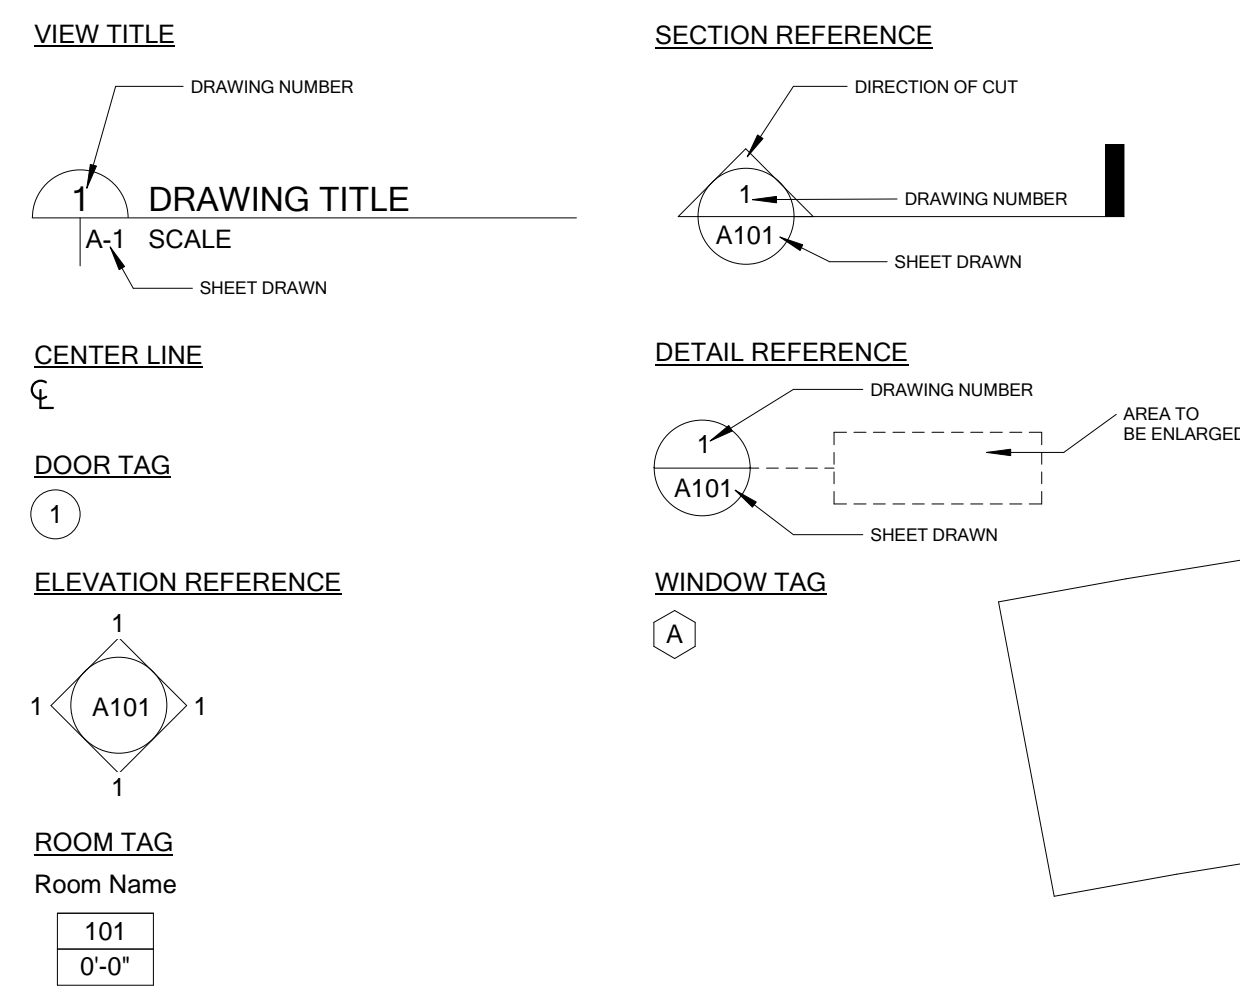 VIEW TITLE
DRAWING NUMBER
1
DRAWING TITLE
A-1
SCALE
SHEET DRAWN
CENTER LINE
℄
DOOR TAG
1
ELEVATION REFERENCE
1
1
A101
1
1
ROOM TAG
Room Name
101
0'-0"
SECTION REFERENCE
DIRECTION OF CUT
1
DRAWING NUMBER
A101
SHEET DRAWN
DETAIL REFERENCE
DRAWING NUMBER
AREA TO
BE ENLARGED
1
A101
SHEET DRAWN
WINDOW TAG
A